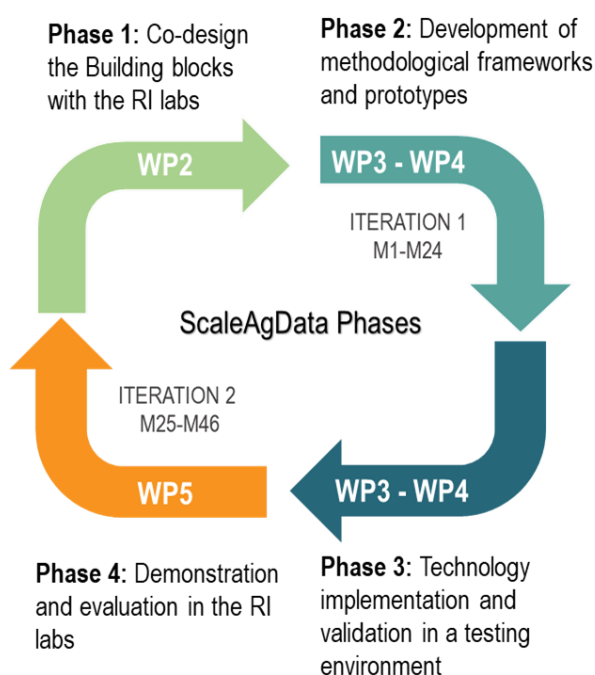 Phase 1: Co-design
the Building blocks
with the RI labs
Phase 2: Development of
methodological frameworks
and prototypes
WP2
WP3 - WP4
ITERATION 1
M1-M24
ScaleAgData Phases
ITERATION 2
M25-M46
WP5
WP3 - WP4
Phase 4: Demonstration
and evaluation in the RI
labs
Phase 3: Technology
implementation and
validation in a testing
environment